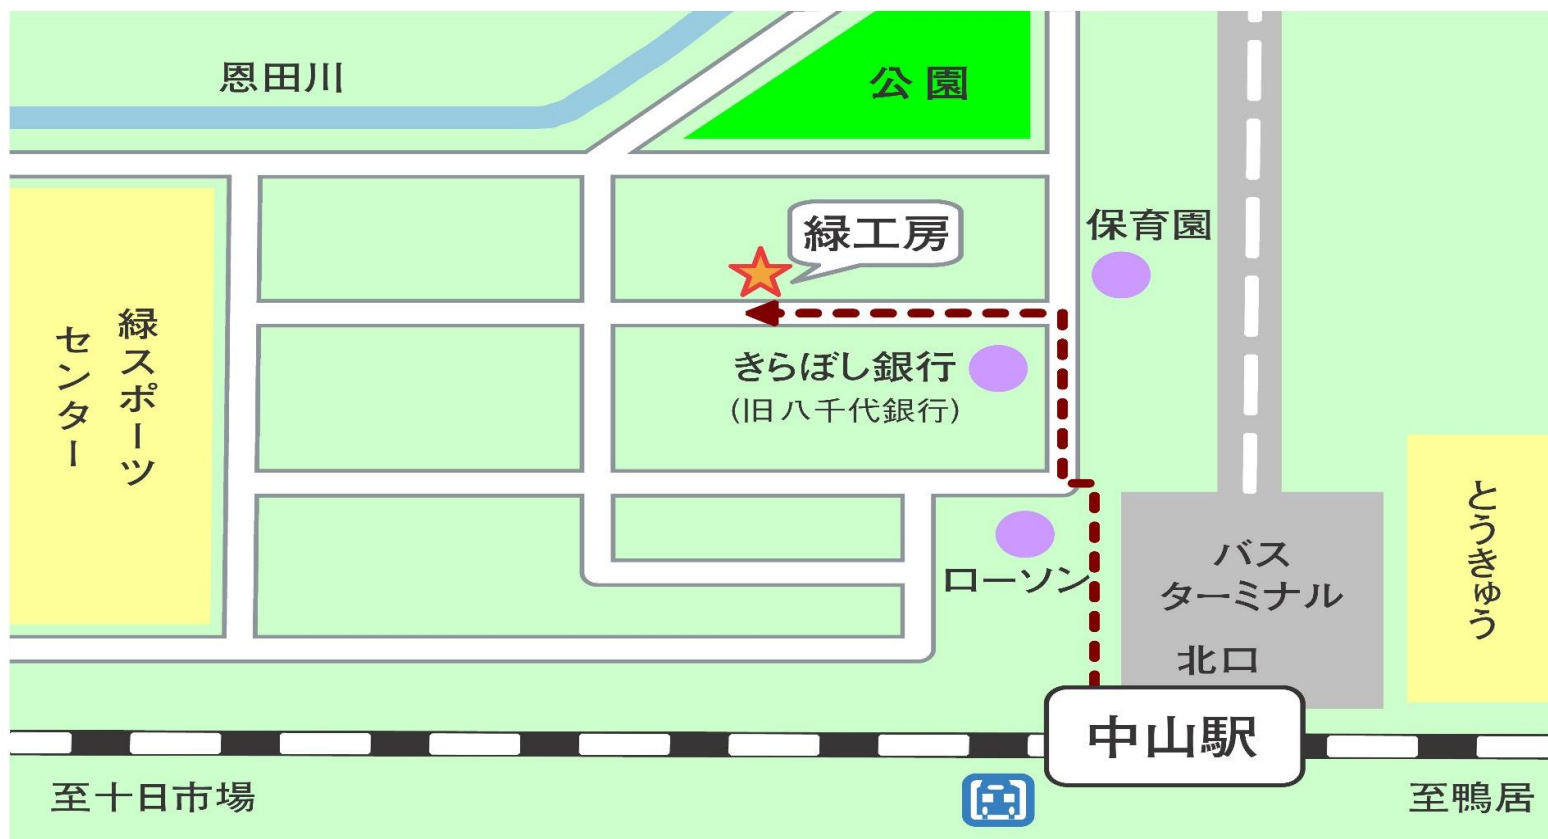 恩田川
公園
緑工房
保育園
緑スポーツ
センター
きらぼし銀行
(旧八千代銀行)
ローソン
バス
ターミナル
北口
とうきゅう
中山駅
至十日市場
至鴨居